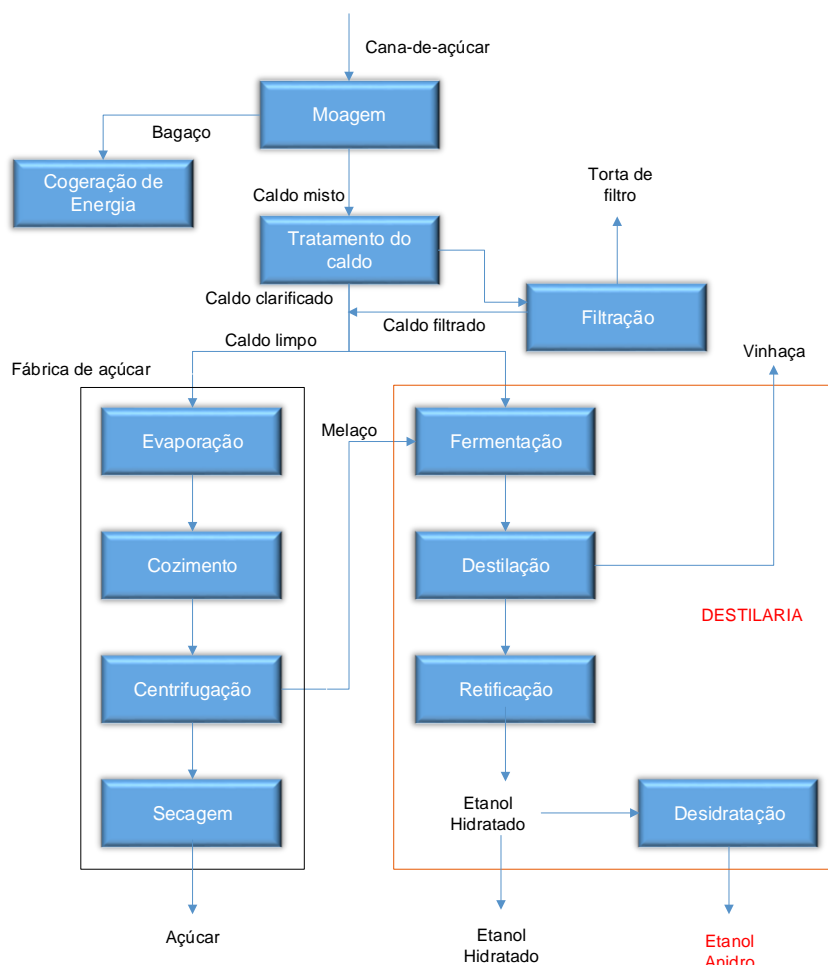 Cana-de-açúcar
Moagem
Bagaço
Cogeração de
Energia
Caldo misto
Torta de
filtro
Tratamento do
caldo
Caldo clarificado
Filtração
Caldo filtrado
Caldo limpo
Vinhaça
Fábrica de açúcar
Evaporação
Melaço
Fermentação
Cozimento
Destilação
DESTILARIA
Centrifugação
Retificação
Secagem
Etanol
Hidratado
Desidratação
Açúcar
Etanol
Hidratado
Etanol
Anidro